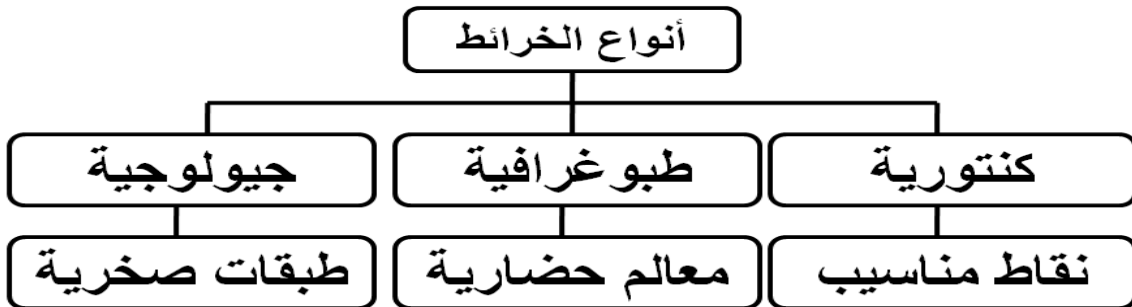 أنواع الخرائط
كنتورية
طبوغرافية
جيولوجية
نقاط مناسيب
معالم حضارية
طبقات صخرية